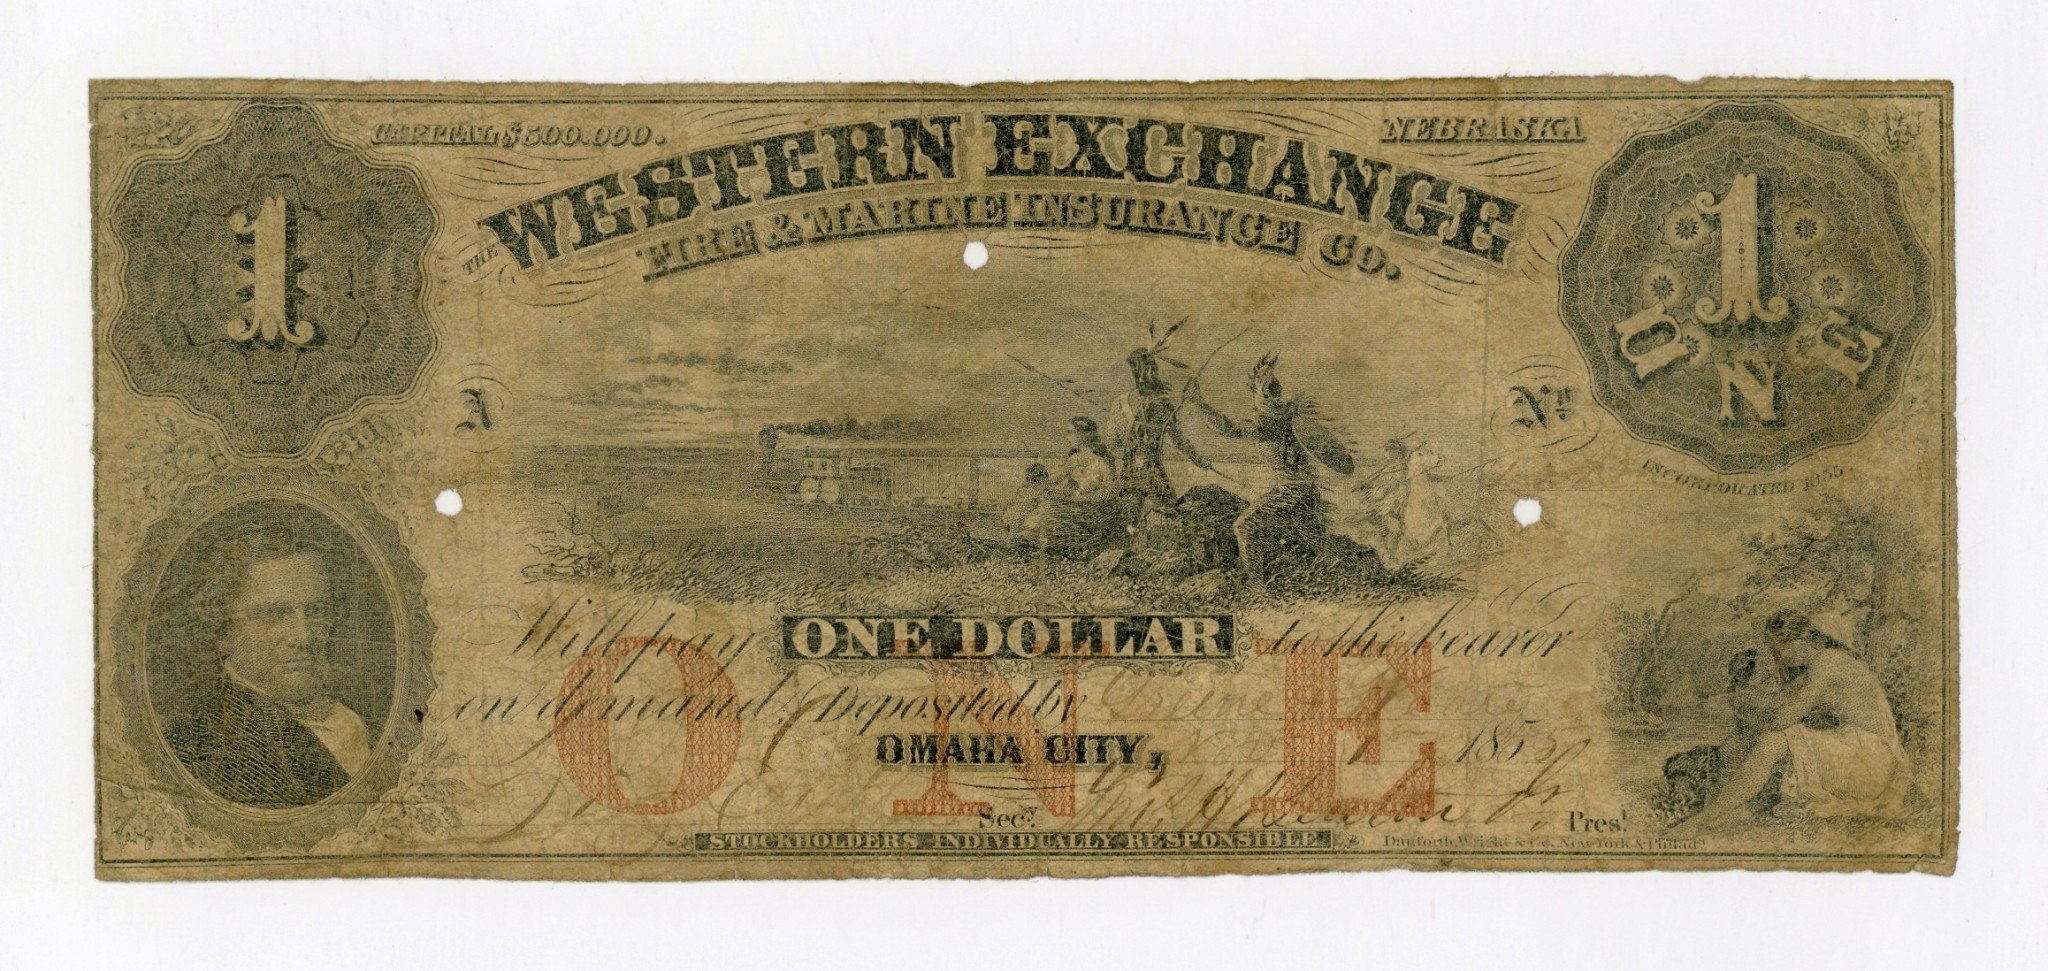 CAPITAL $500.000.
NEBRASKA
THE WESTERN EXCHANGE
FIRE & MARINE INSURANCE CO.
1
1
ONE
A
No
INCORPORATED 1855
Will pay ONE DOLLAR to the bearer
on demand Deposited by Greene
ONE
OMAHA CITY, 185
Secy.
Prest.
STOCKHOLDERS INDIVIDUALLY RESPONSIBLE
Danforth, Wright & Co. New York & Philada.